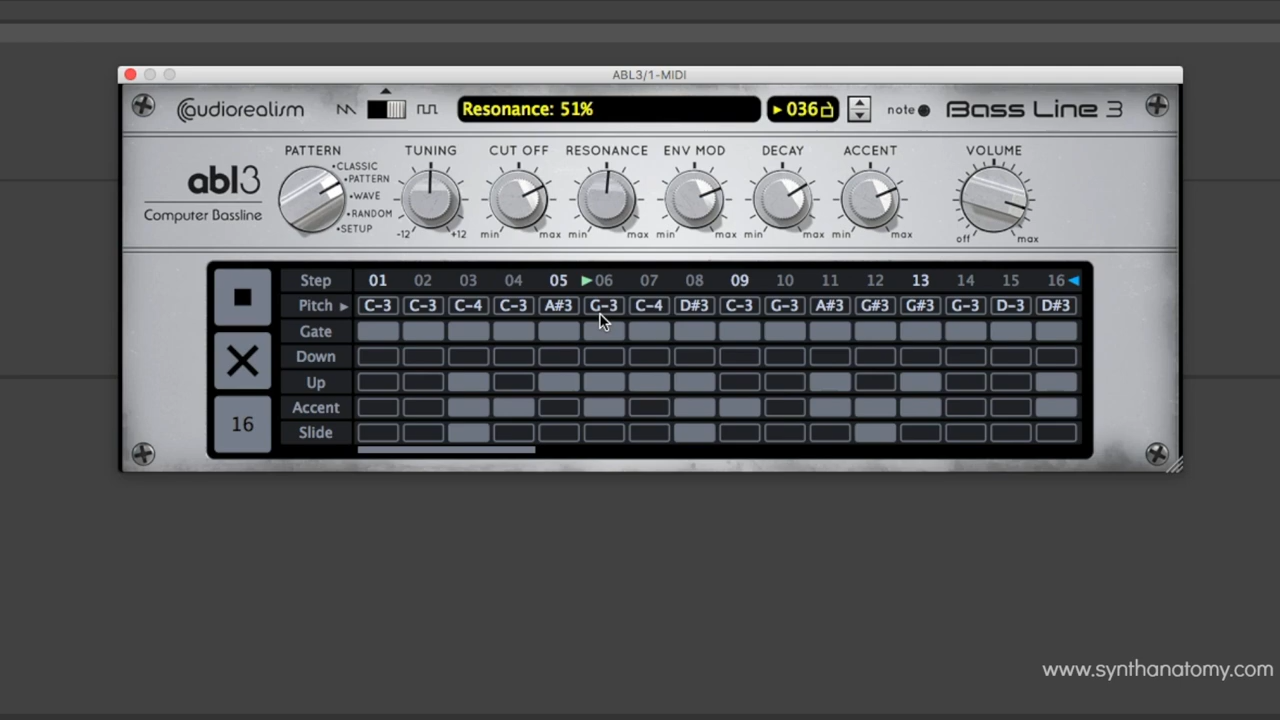 ABL3/1-MIDI
audiorealism
Resonance: 51%
036
note
Bass Line 3
PATTERN
TUNING
CUT OFF
RESONANCE
ENV MOD
DECAY
ACCENT
VOLUME
abl3
Computer Bassline
CLASSIC
PATTERN
WAVE
RANDOM
SETUP
-12 +12
min max
min max
min max
min max
min max
off max
Step 01 02 03 04 05 06 07 08 09 10 11 12 13 14 15 16
Pitch C-3 C-3 C-4 C-3 A#3 G-3 C-4 D#3 C-3 G-3 A#3 G#3 G#3 G-3 D-3 D#3
Gate
Down
Up
Accent
Slide
16
www.synthanatomy.com